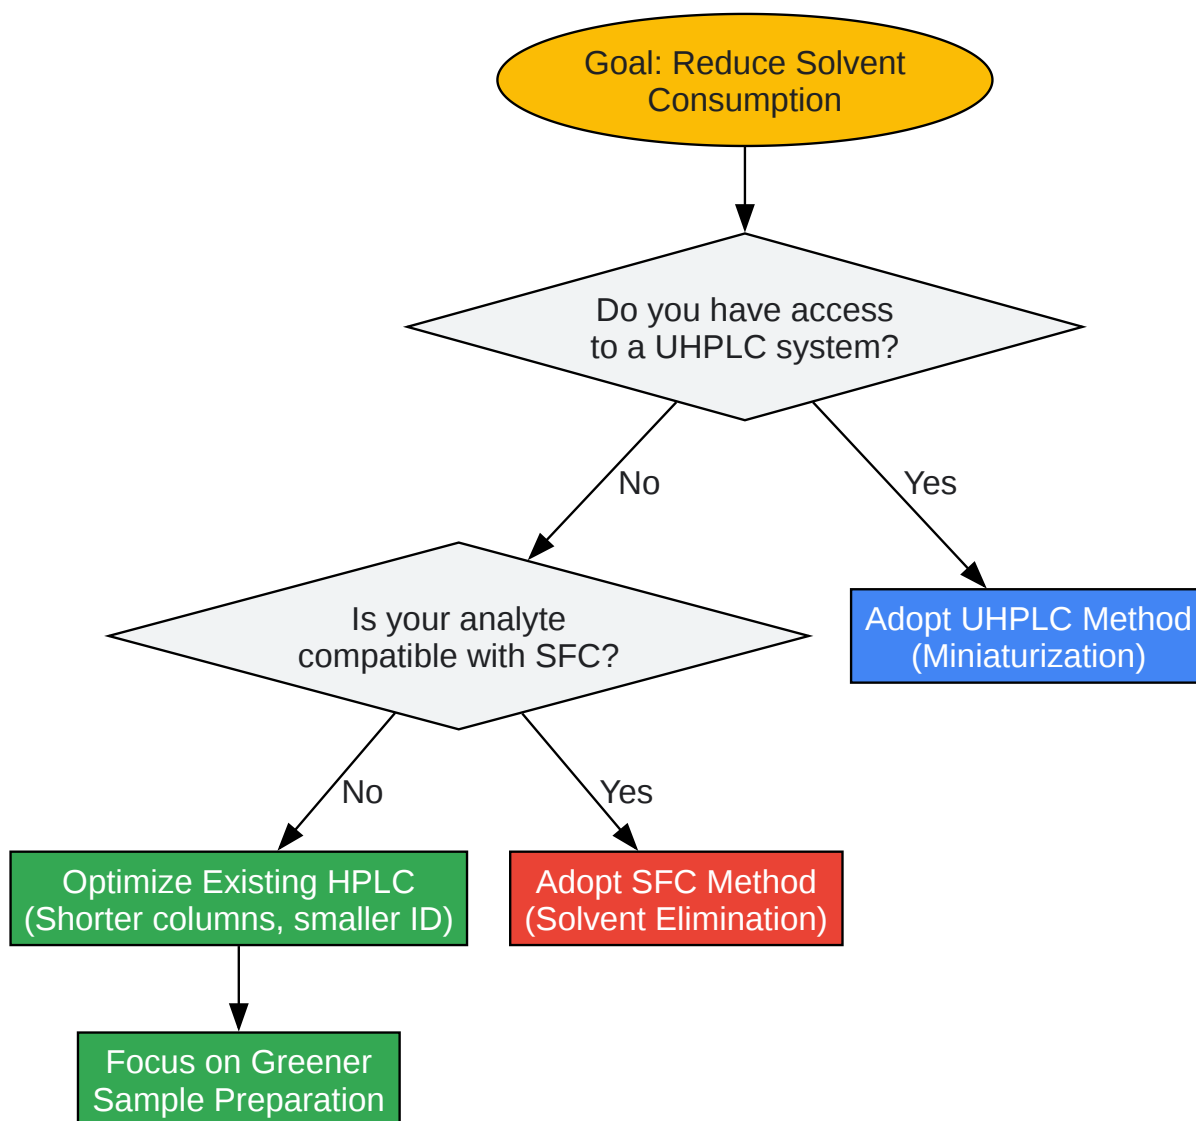 Goal: Reduce Solvent
Consumption
Do you have access
to a UHPLC system?
No
Yes
Is your analyte
compatible with SFC?
Adopt UHPLC Method
(Miniaturization)
No
Yes
Optimize Existing HPLC
(Shorter columns, smaller ID)
Adopt SFC Method
(Solvent Elimination)
Focus on Greener
Sample Preparation